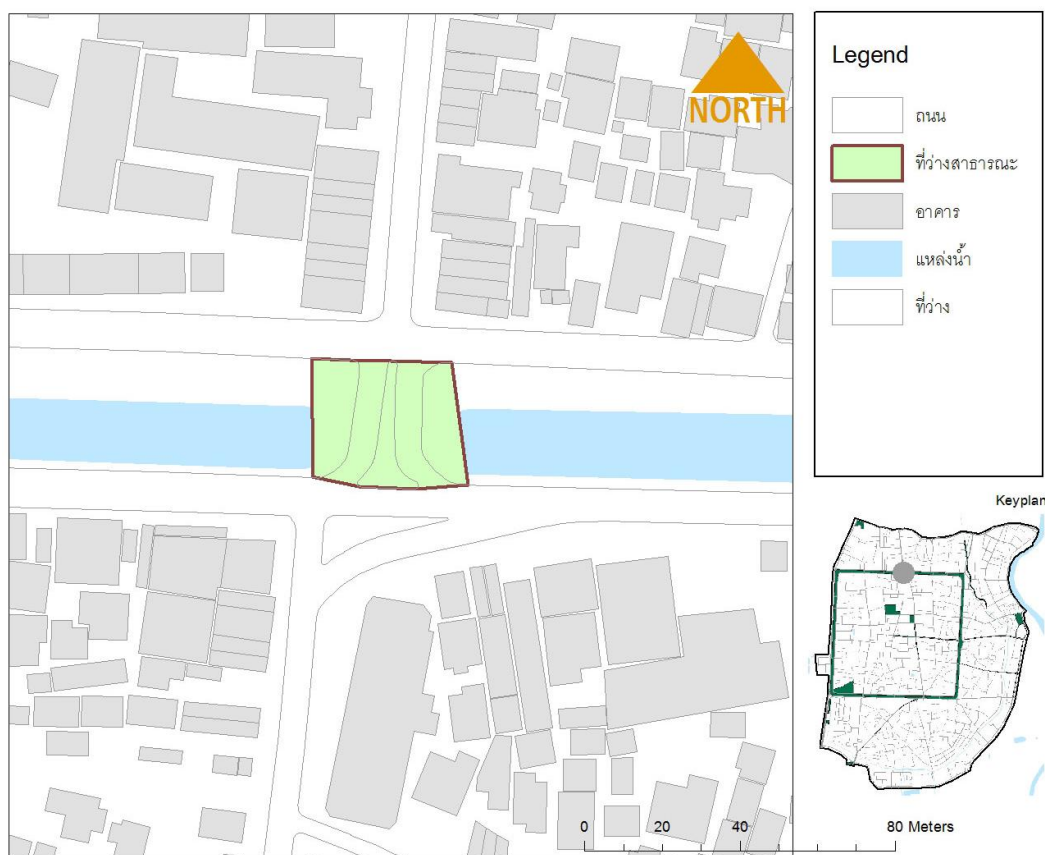 NORTH
Legend
ถนน
ที่ว่างสาธารณะ
อาคาร
แหล่งน้ำ
ที่ว่าง
Keyplan
0 20 40 80 Meters